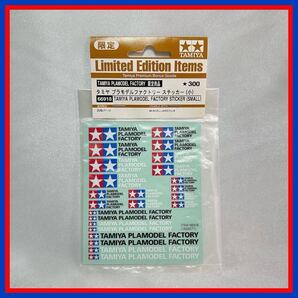 限定
TAMIYA
Limited Edition Items
Tamiya Premium Bonus Goods
TAMIYA PLAMODEL FACTORY 限定商品
★300
タミヤ プラモデルファクトリー ステッカー(小)
66918 TAMIYA PLAMODEL FACTORY STICKER (SMALL)
TAMIYA PLAMODEL FACTORY
TAMIYA PLAMODEL FACTORY
TAMIYA PLAMODEL FACTORY
TAMIYA PLAMODEL FACTORY
TAMIYA PLAMODEL FACTORY
TAMIYA PLAMODEL FACTORY
TAMIYA PLAMODEL FACTORY
TAMIYA PLAMODEL FACTORY